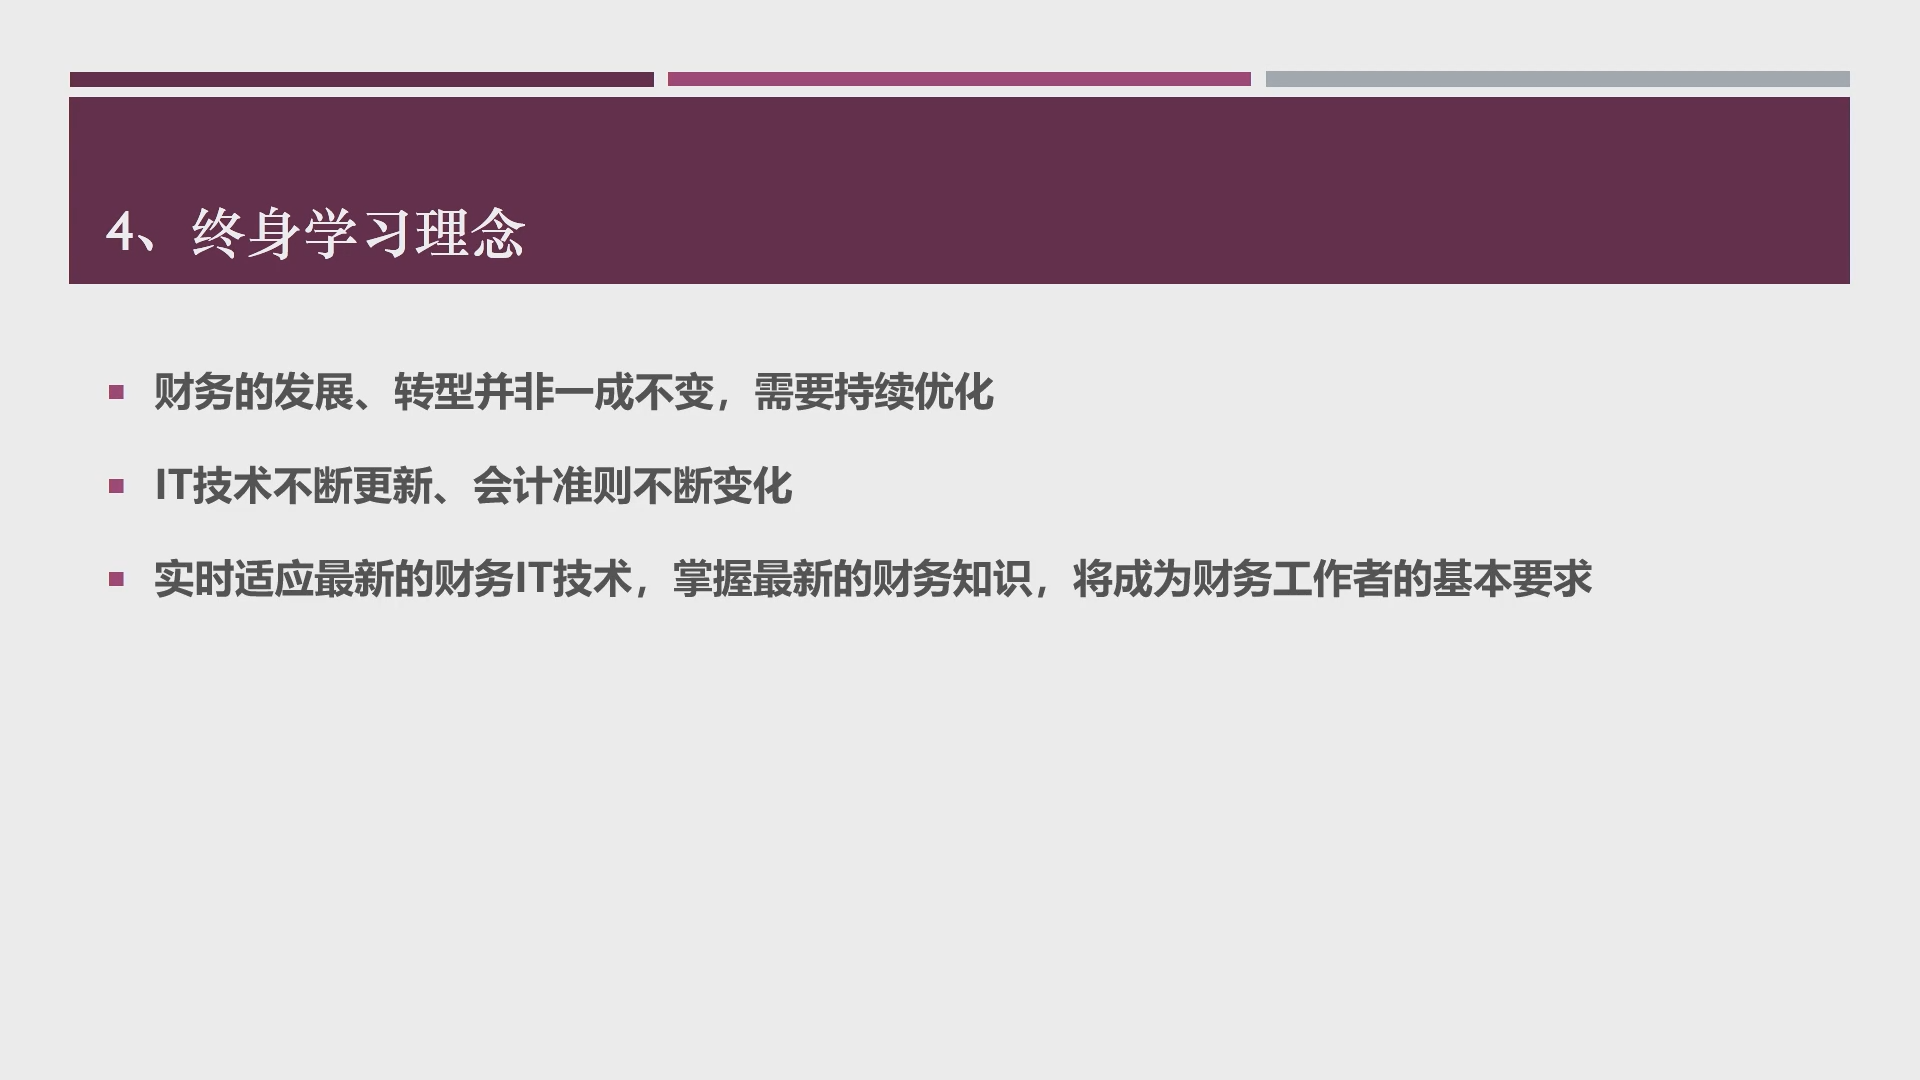 4、终身学习理念
财务的发展、转型并非一成不变，需要持续优化
IT技术不断更新、会计准则不断变化
实时适应最新的财务IT技术，掌握最新的财务知识，将成为财务工作者的基本要求